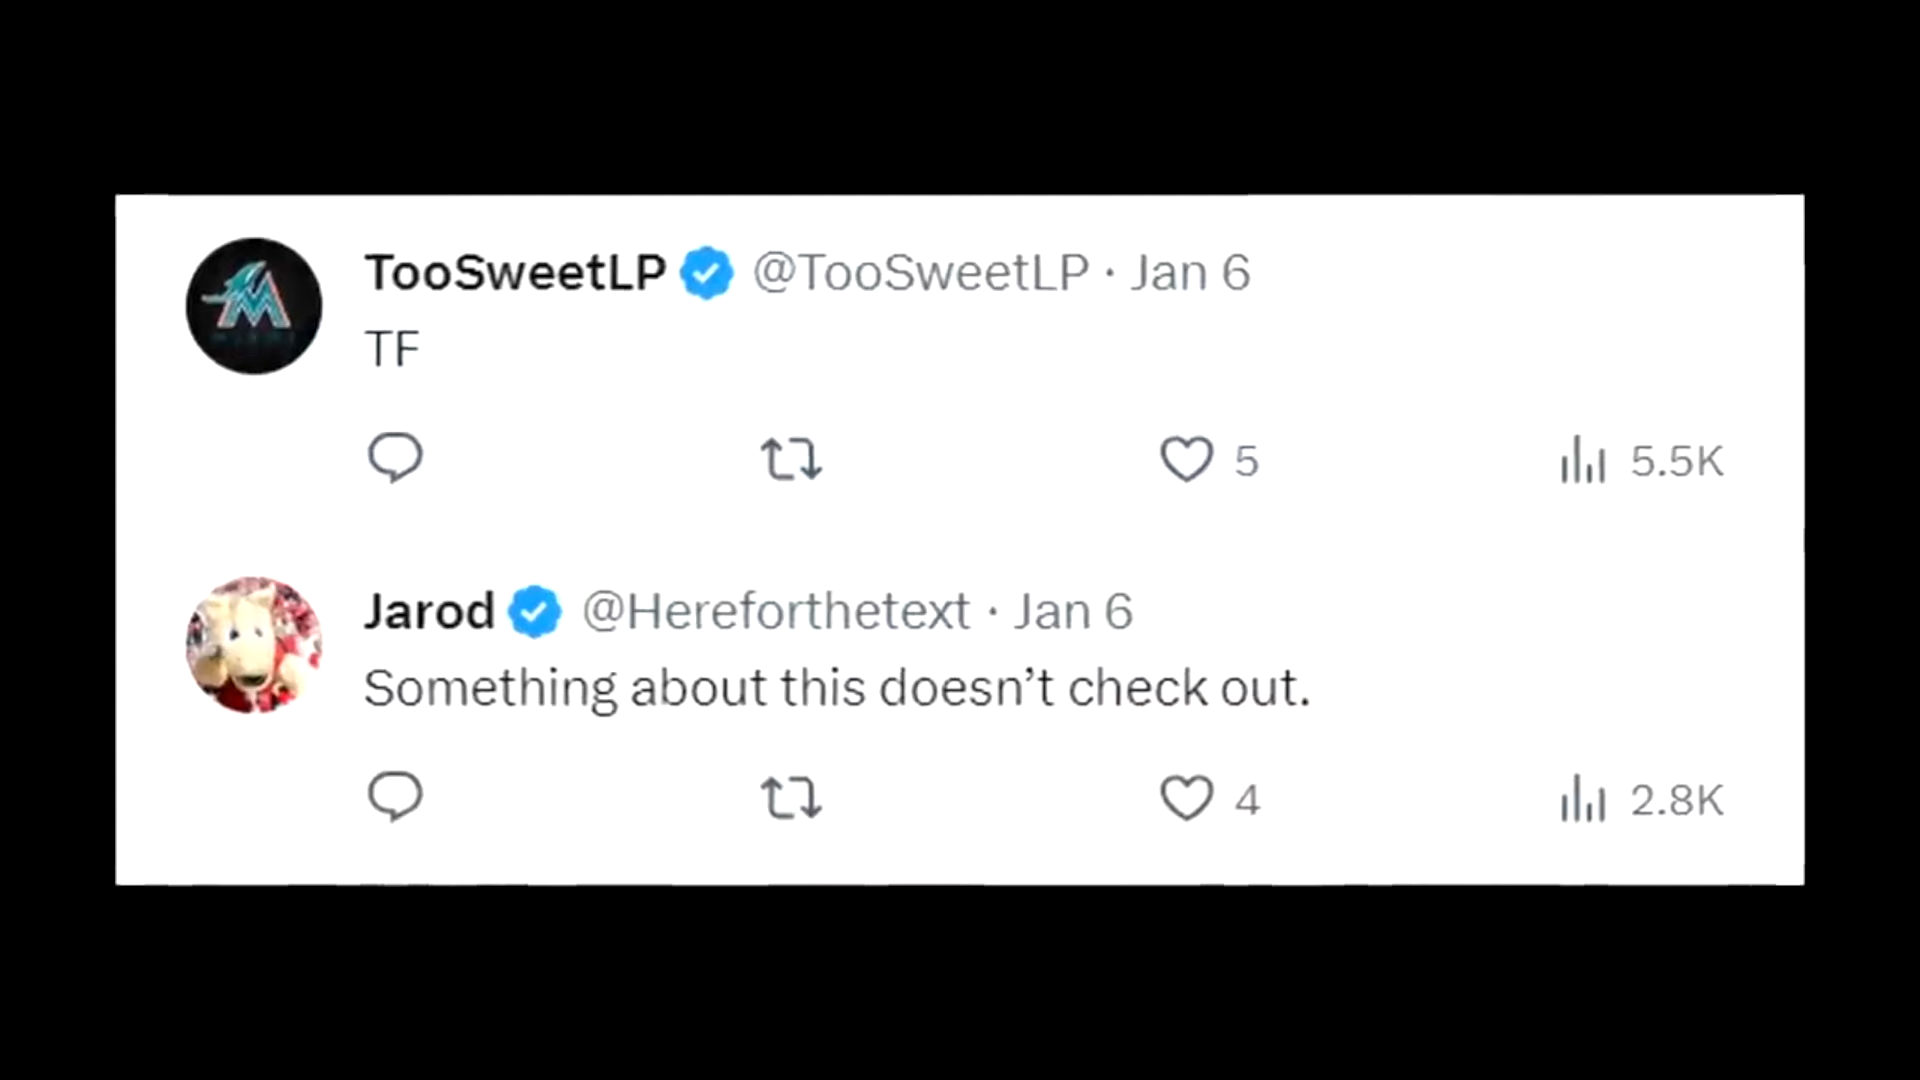 TooSweetLP @TooSweetLP · Jan 6
TF
5 5.5K
Jarod @Hereforthetext · Jan 6
Something about this doesn’t check out.
4 2.8K